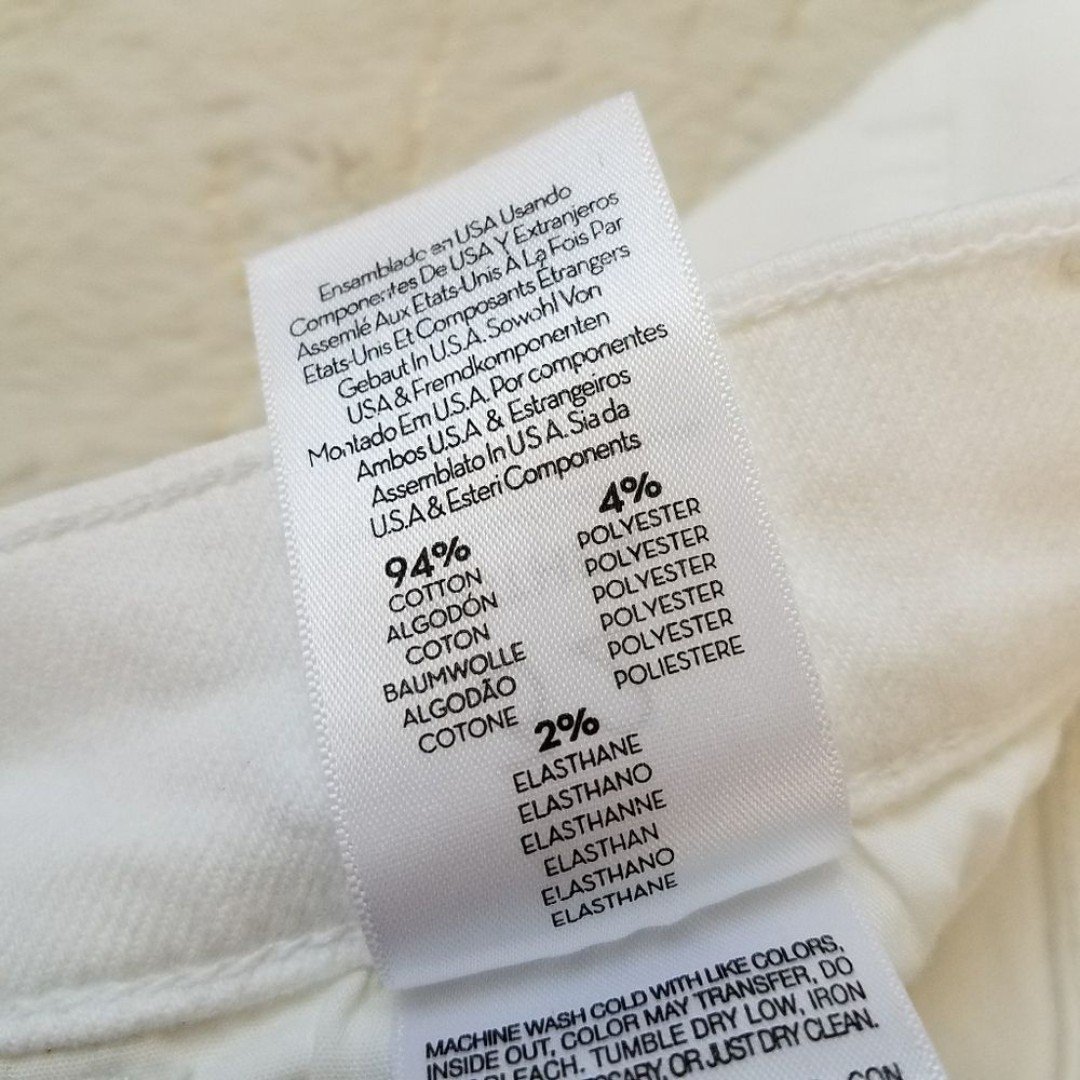 Ensamblado en USA Usando
Componentes De USA Y Extranjeros
Assemlé Aux Etats-Unis À La Fois Par
Etats-Unis Et Composants Étrangers
Gebaut In U.S.A. Sowohl Von
USA & Fremdkomponenten
Montado Em U.S.A. Por componentes
Ambos U.S.A & Estrangeiros
Assemblato In U S A. Sia da
U.S.A & Esteri Components
94%
COTTON
ALGODÓN
COTON
BAUMWOLLE
ALGODÃO
COTONE
4%
POLYESTER
POLYESTER
POLYESTER
POLYESTER
POLYESTER
POLIESTERE
2%
ELASTHANE
ELASTHANO
ELASTHANNE
ELASTHAN
ELASTHANO
ELASTHANE
MACHINE WASH COLD WITH LIKE COLORS,
INSIDE OUT, COLOR MAY TRANSFER, DO
BLEACH. TUMBLE DRY LOW, IRON
OR JUST DRY CLEAN.